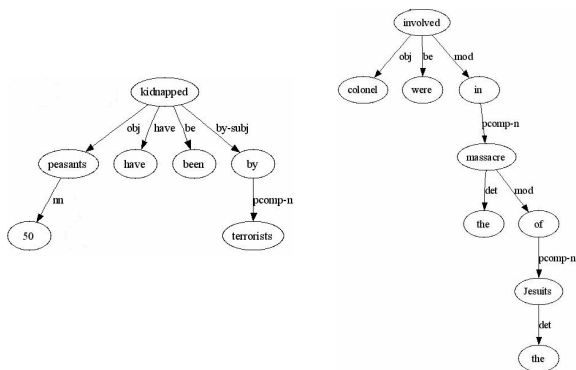 kidnapped
obj have be by-subj
peasants have been by
nn pcomp-n
50 terrorists
involved
obj be mod
colonel were in
pcomp-n
massacre
det mod
the of
pcomp-n
Jesuits
det
the